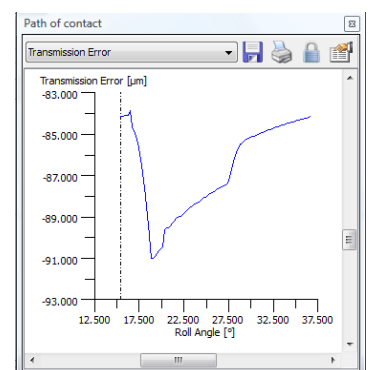 Path of contact
Transmission Error
Transmission Error [µm]
-83.000
-85.000
-87.000
-89.000
-91.000
-93.000
12.500 17.500 22.500 27.500 32.500 37.500
Roll Angle [°]